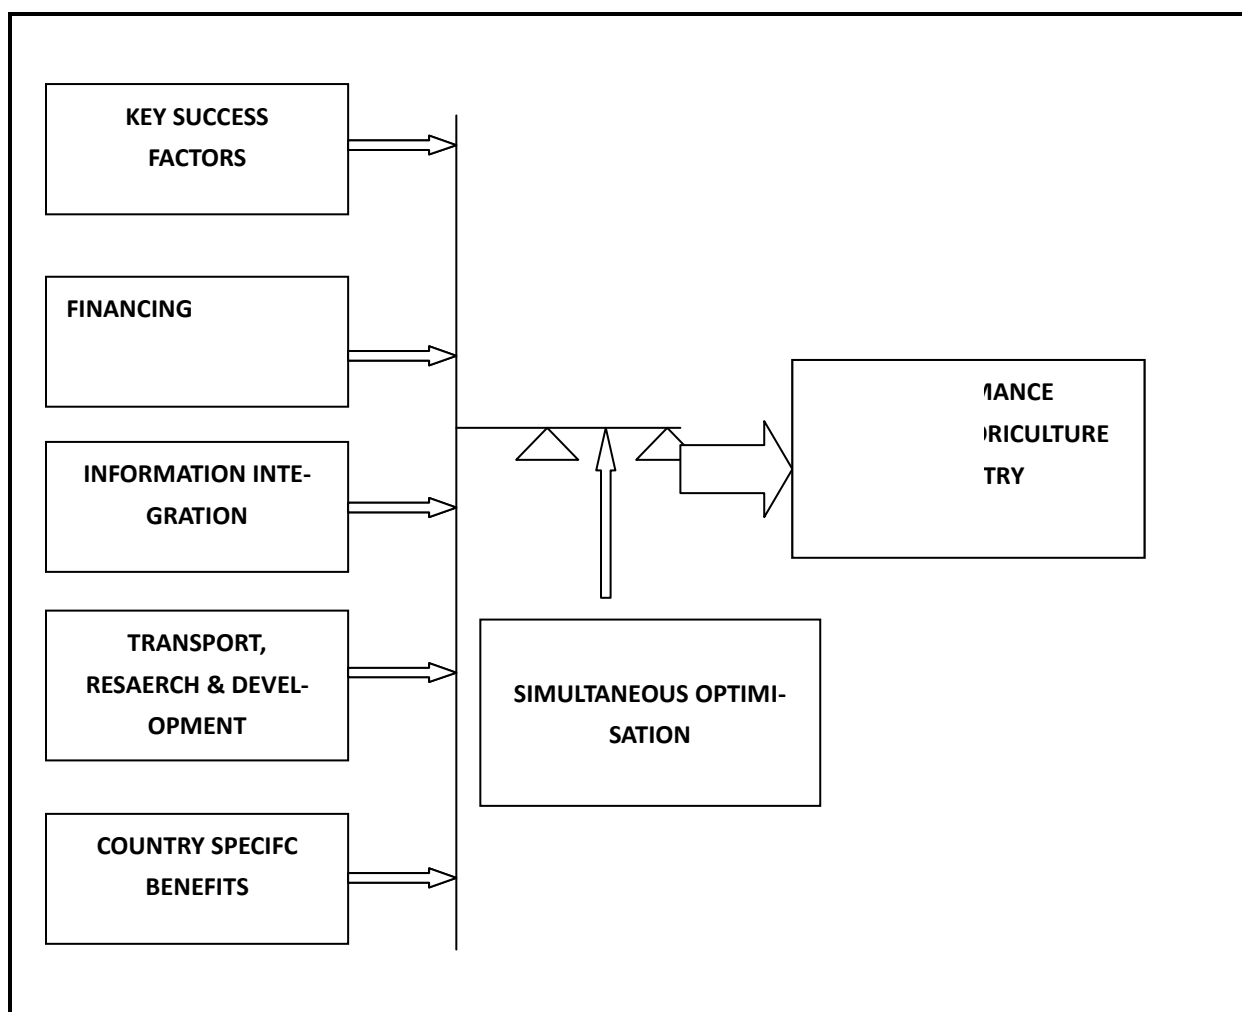 KEY SUCCESS
FACTORS
FINANCING
INFORMATION INTE-
GRATION
TRANSPORT,
RESAERCH & DEVEL-
OPMENT
COUNTRY SPECIFC
BENEFITS
SIMULTANEOUS OPTIMI-
SATION